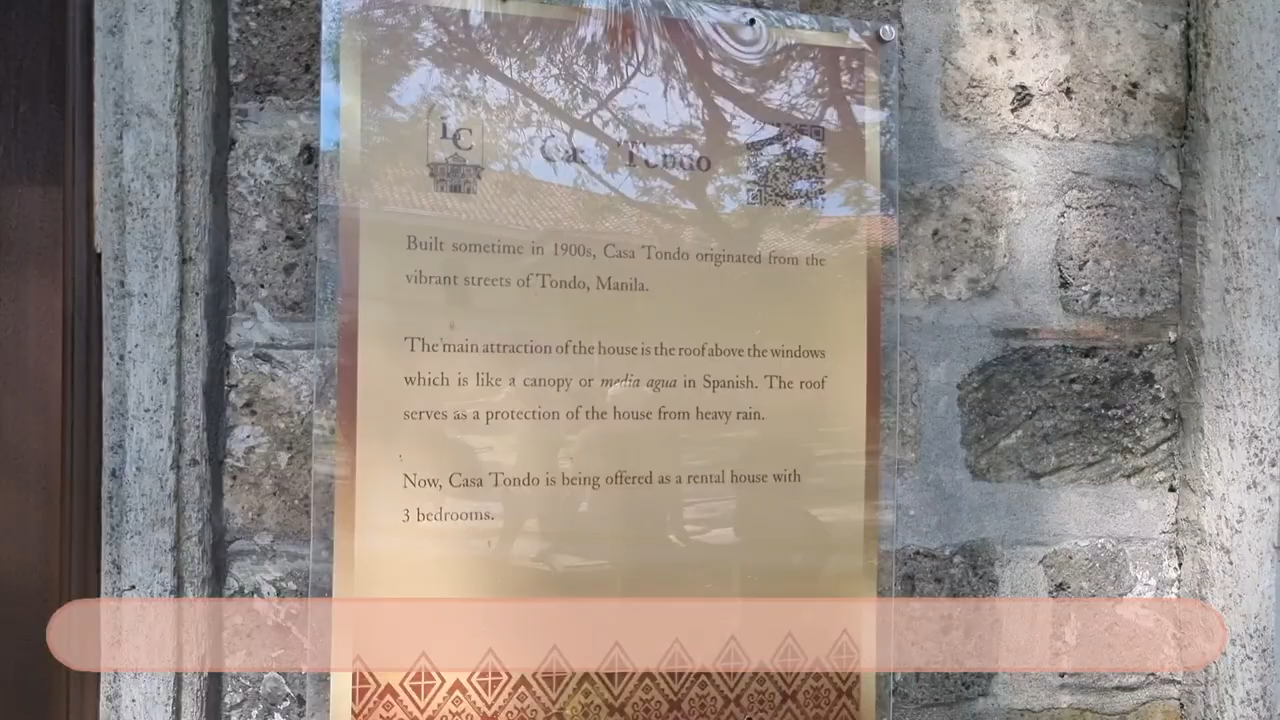 LC
Casa Tondo
Built sometime in 1900s, Casa Tondo originated from the
vibrant streets of Tondo, Manila.
The main attraction of the house is the roof above the windows
which is like a canopy or media agua in Spanish. The roof
serves as a protection of the house from heavy rain.
Now, Casa Tondo is being offered as a rental house with
3 bedrooms.